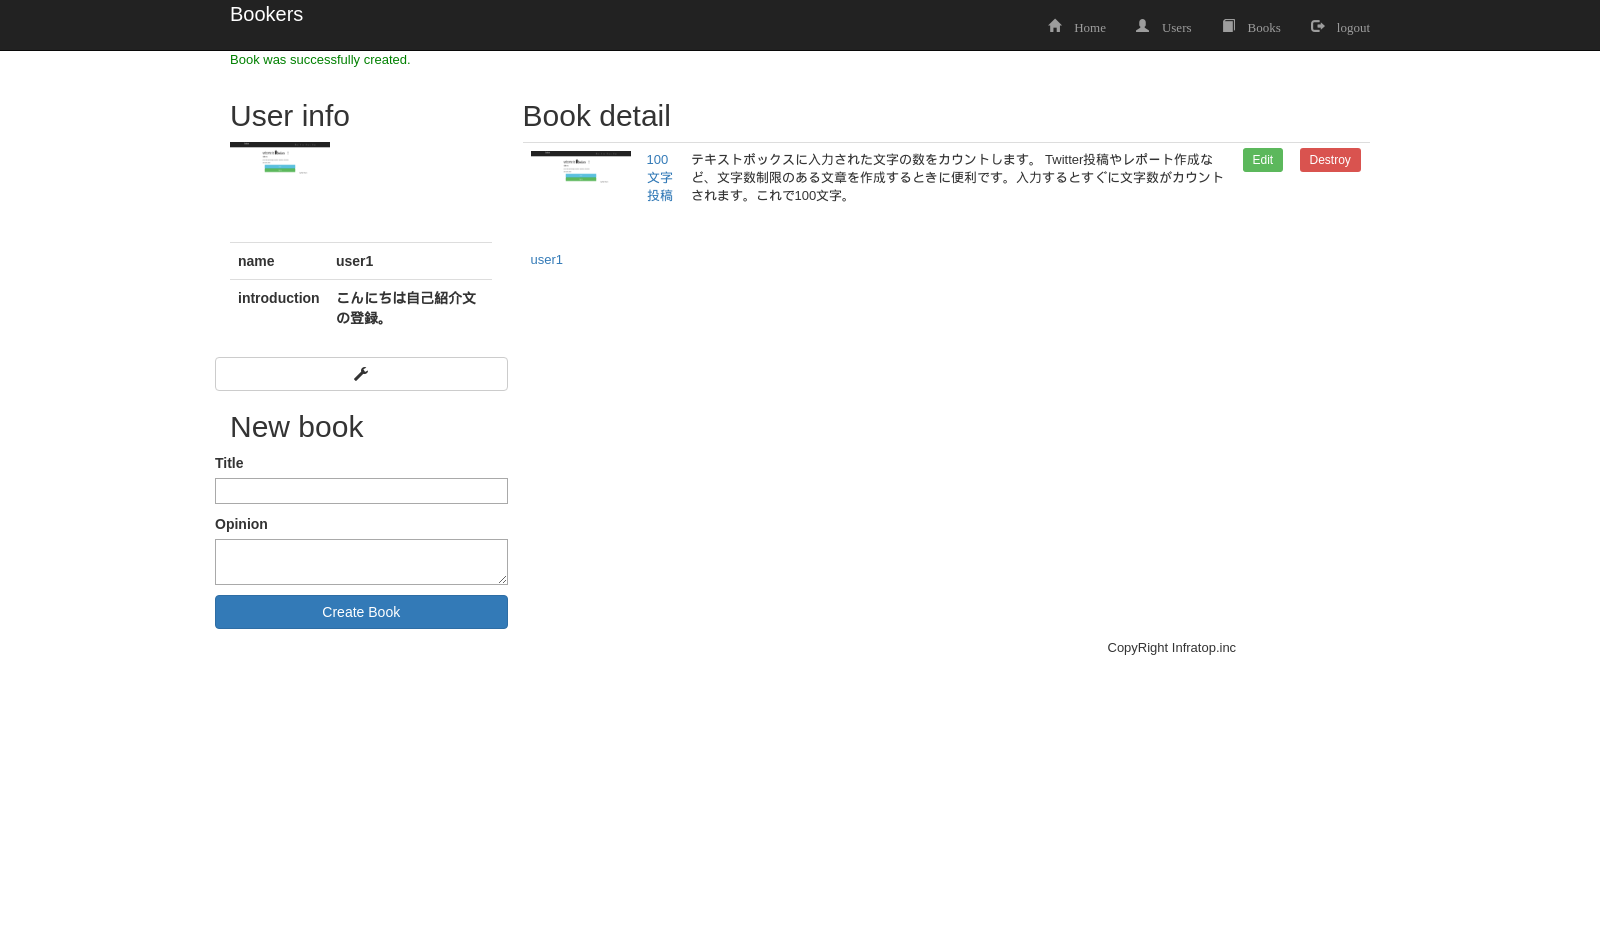 Bookers
Home Users Books logout
Book was successfully created.
User info
name user1
introduction こんにちは自己紹介文
の登録。
New book
Title
Opinion
Create Book
Book detail
100 テキストボックスに入力された文字の数をカウントします。 Twitter投稿やレポート作成な Edit Destroy
文字 ど、文字数制限のある文章を作成するときに便利です。入力するとすぐに文字数がカウント
投稿 されます。これで100文字。
user1
CopyRight Infratop.inc